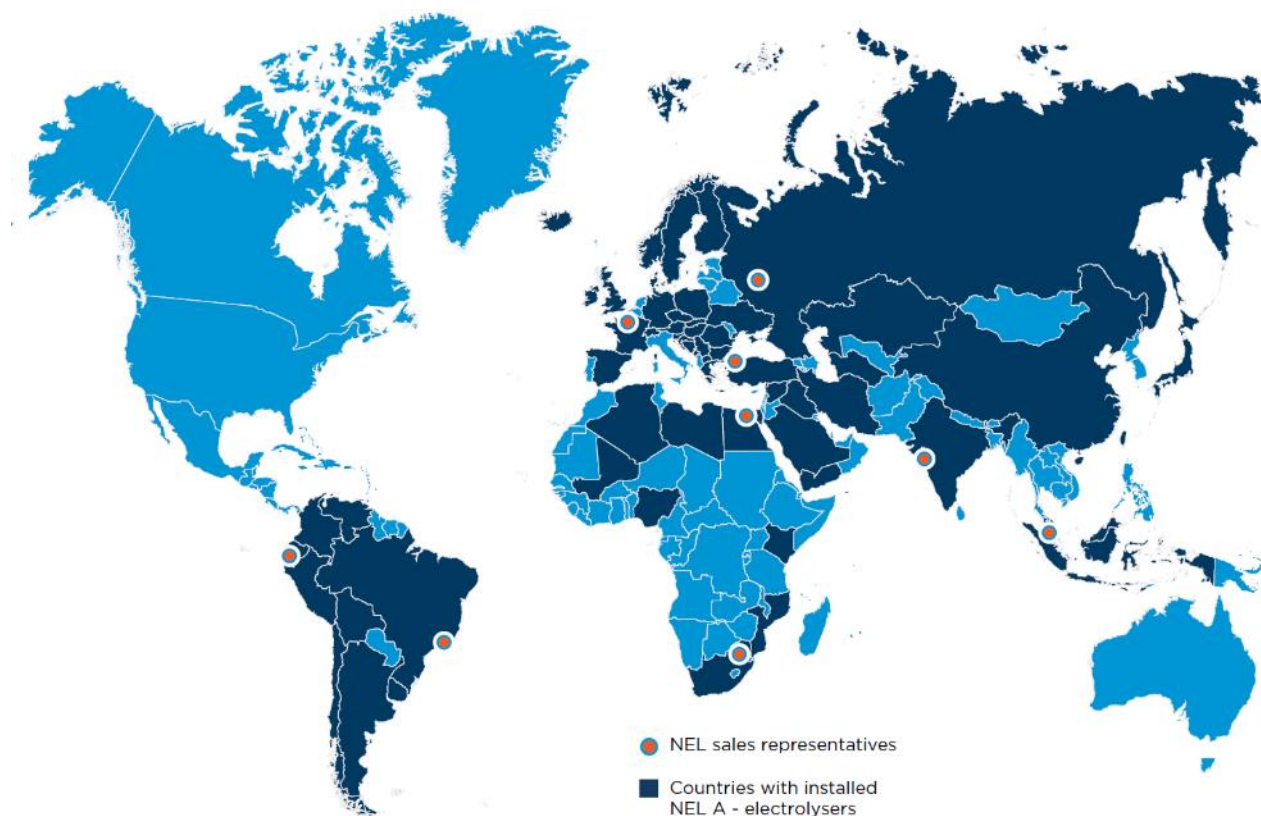 NEL sales representatives
Countries with installed
NEL A - electrolysers